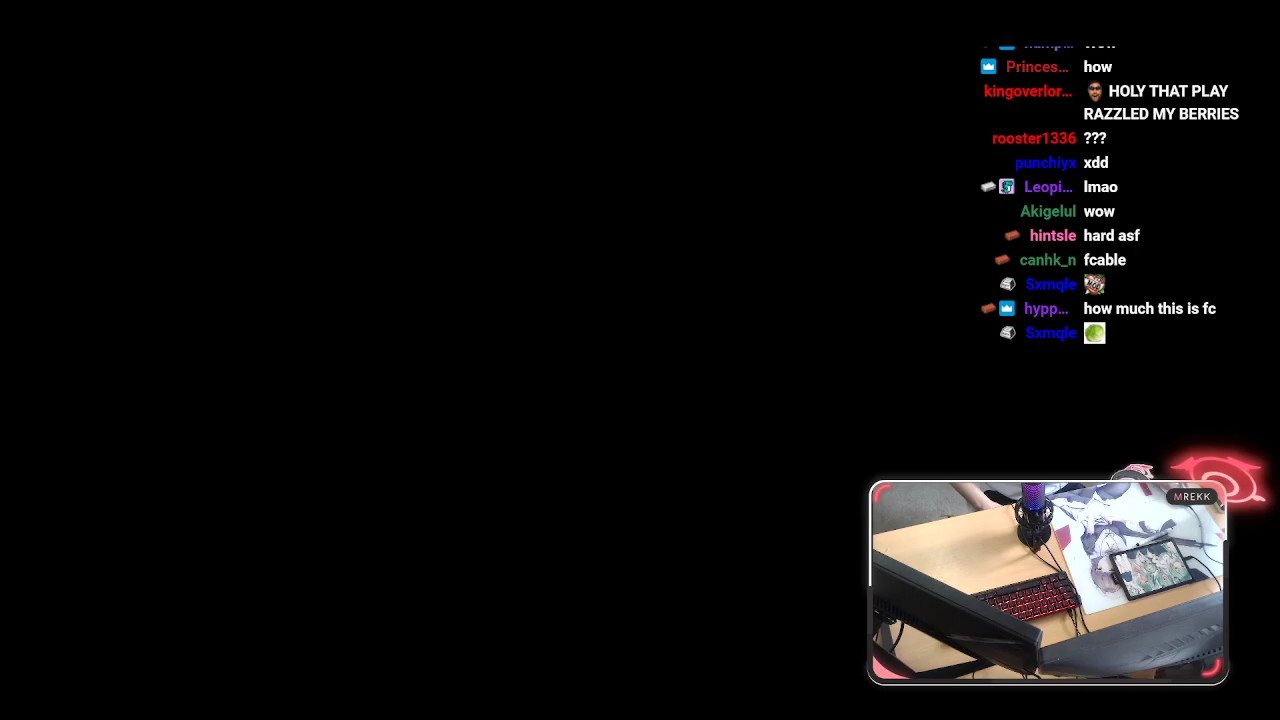 Princes... how
kingoverlor... HOLY THAT PLAY
RAZZLED MY BERRIES
rooster1336 ???
punchiyx xdd
Leopi... lmao
Akigelul wow
hintsle hard asf
canhk_n fcable
Sxmqle
hypp... how much this is fc
Sxmqle
MREKK